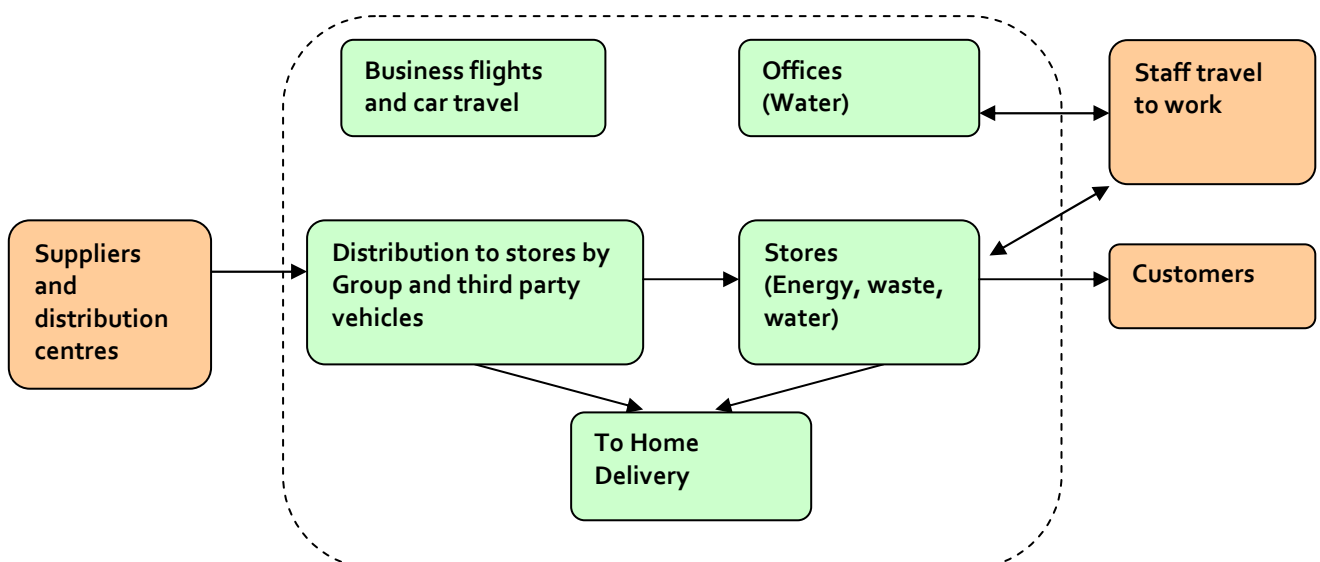 Business flights
and car travel
Offices
(Water)
Staff travel
to work
Suppliers
and
distribution
centres
Distribution to stores by
Group and third party
vehicles
Stores
(Energy, waste,
water)
Customers
To Home
Delivery